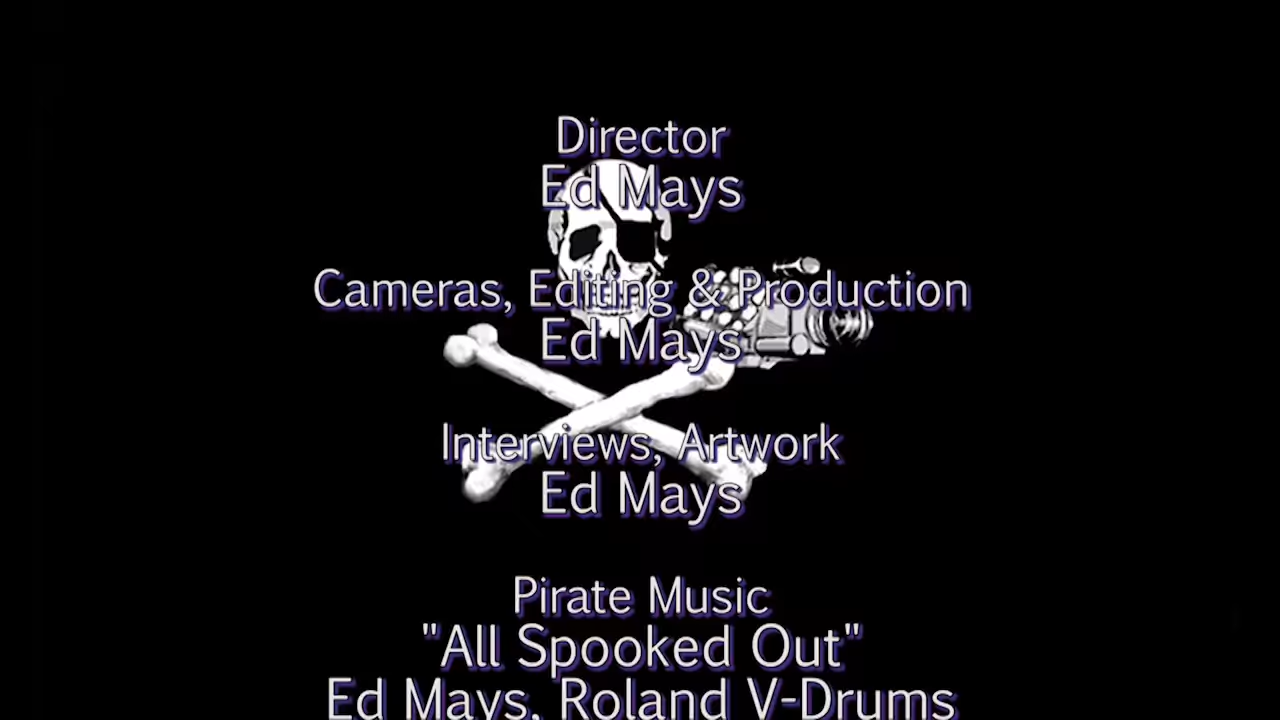 Director
Ed Mays
Cameras, Editing & Production
Ed Mays
Interviews, Artwork
Ed Mays
Pirate Music
"All Spooked Out"
Ed Mays, Roland V-Drums